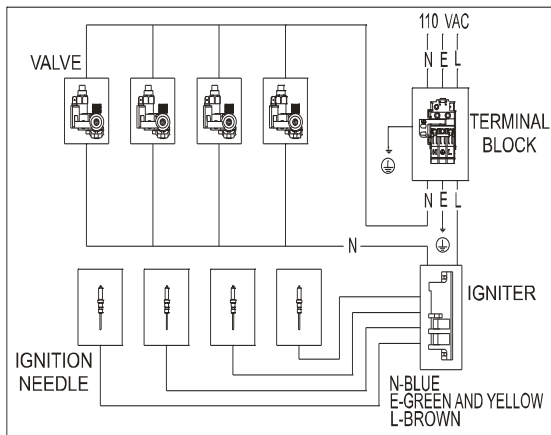 110 VAC
N E L
VALVE
TERMINAL
BLOCK
N E L
N
IGNITER
IGNITION
NEEDLE
N-BLUE
E-GREEN AND YELLOW
L-BROWN